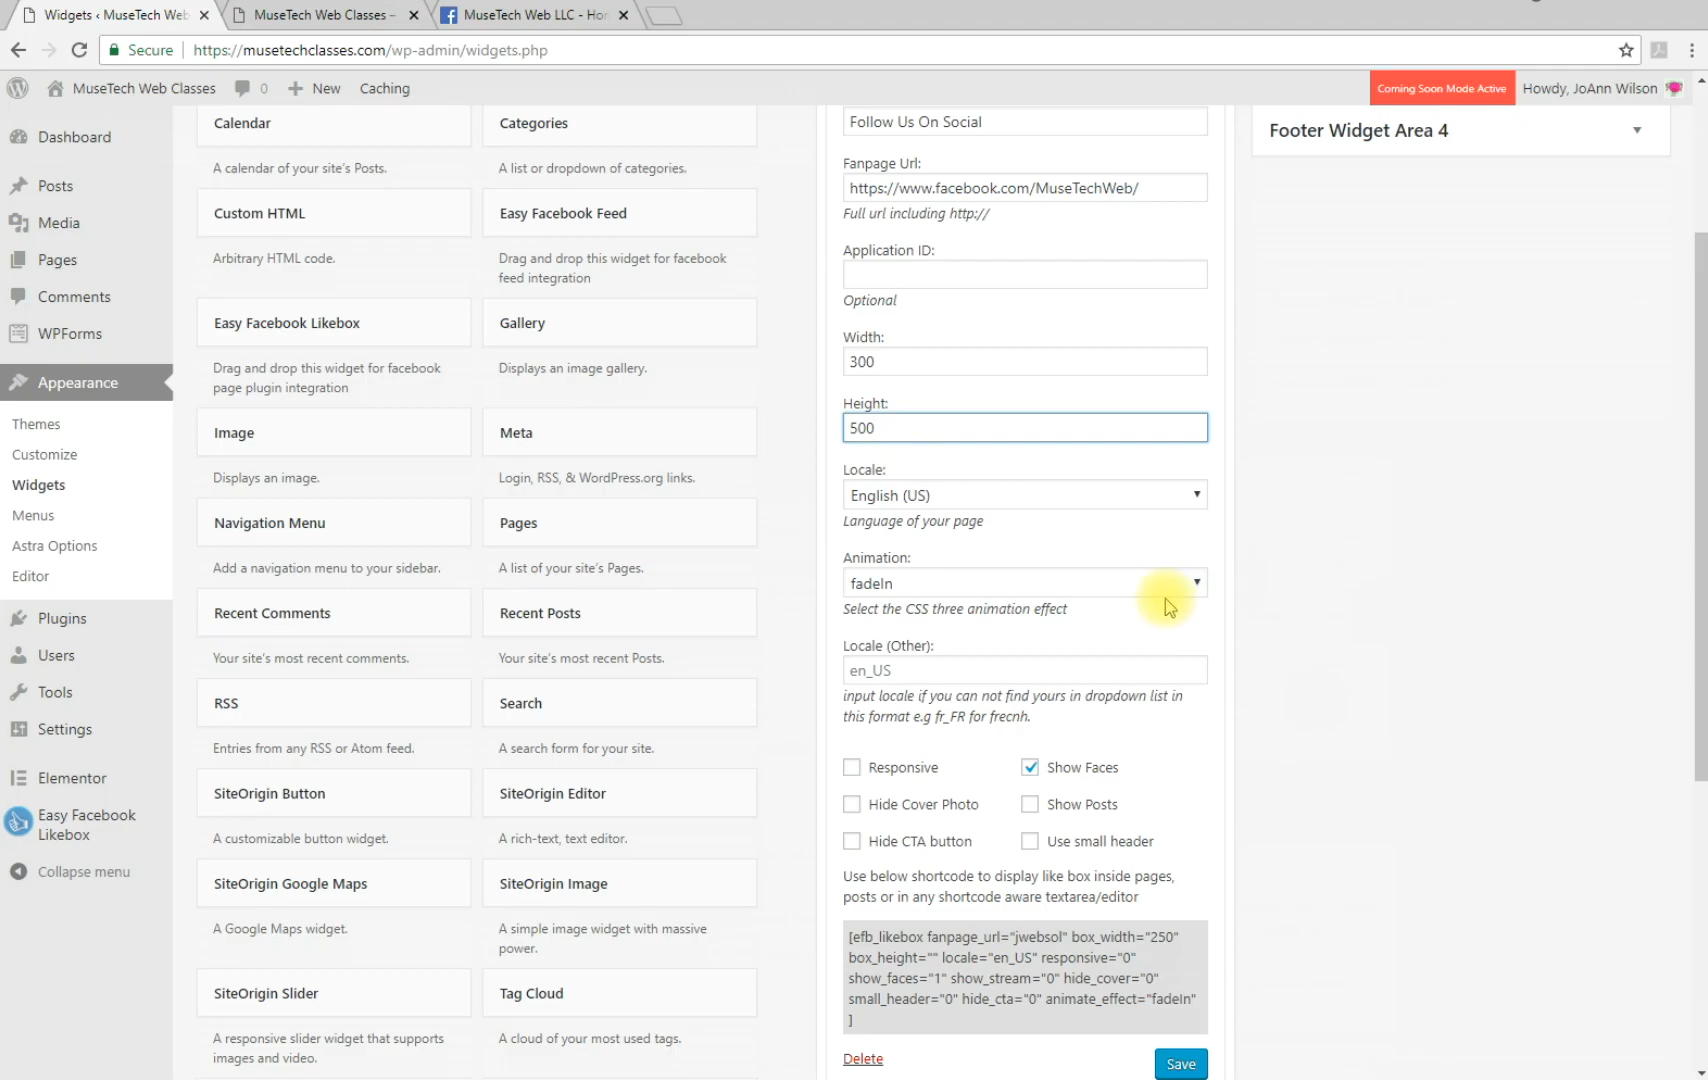 Widgets ‹ MuseTech Web
MuseTech Web Classes –
MuseTech Web LLC - Hom
Secure
https://musetechclasses.com/wp-admin/widgets.php
MuseTech Web Classes
0
New
Caching
Coming Soon Mode Active
Howdy, JoAnn Wilson
Dashboard
Posts
Media
Pages
Comments
WPForms
Appearance
Themes
Customize
Widgets
Menus
Astra Options
Editor
Plugins
Users
Tools
Settings
Elementor
Easy Facebook
Likebox
Collapse menu
Calendar
A calendar of your site's Posts.
Categories
A list or dropdown of categories.
Custom HTML
Arbitrary HTML code.
Easy Facebook Feed
Drag and drop this widget for facebook
feed integration
Easy Facebook Likebox
Drag and drop this widget for facebook
page plugin integration
Gallery
Displays an image gallery.
Image
Displays an image.
Meta
Login, RSS, & WordPress.org links.
Navigation Menu
Add a navigation menu to your sidebar.
Pages
A list of your site's Pages.
Recent Comments
Your site's most recent comments.
Recent Posts
Your site's most recent Posts.
RSS
Entries from any RSS or Atom feed.
Search
A search form for your site.
SiteOrigin Button
A customizable button widget.
SiteOrigin Editor
A rich-text, text editor.
SiteOrigin Google Maps
A Google Maps widget.
SiteOrigin Image
A simple image widget with massive
power.
SiteOrigin Slider
A responsive slider widget that supports
images and video.
Tag Cloud
A cloud of your most used tags.
Follow Us On Social
Fanpage Url:
https://www.facebook.com/MuseTechWeb/
Full url including http://
Application ID:
Optional
Width:
300
Height:
500
Locale:
English (US)
Language of your page
Animation:
fadeIn
Select the CSS three animation effect
Locale (Other):
en_US
input locale if you can not find yours in dropdown list in
this format e.g fr_FR for frecnh.
Responsive
Show Faces
Hide Cover Photo
Show Posts
Hide CTA button
Use small header
Use below shortcode to display like box inside pages,
posts or in any shortcode aware textarea/editor
[efb_likebox fanpage_url="jwebsol" box_width="250"
box_height="" locale="en_US" responsive="0"
show_faces="1" show_stream="0" hide_cover="0"
small_header="0" hide_cta="0" animate_effect="fadeIn"
]
Delete
Save
Footer Widget Area 4